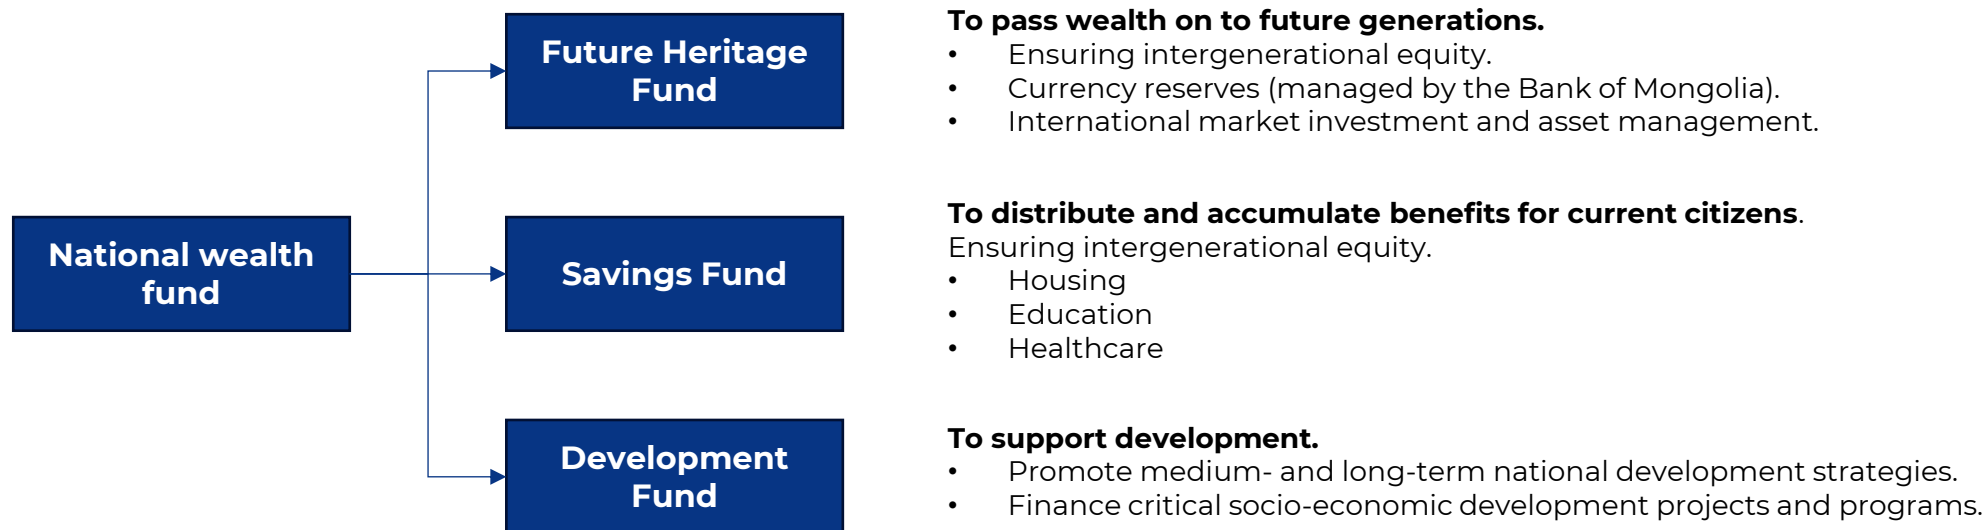 National wealth
fund
Future Heritage
Fund
To pass wealth on to future generations.
• Ensuring intergenerational equity.
• Currency reserves (managed by the Bank of Mongolia).
• International market investment and asset management.
Savings Fund
To distribute and accumulate benefits for current citizens.
Ensuring intergenerational equity.
• Housing
• Education
• Healthcare
Development
Fund
To support development.
• Promote medium- and long-term national development strategies.
• Finance critical socio-economic development projects and programs.